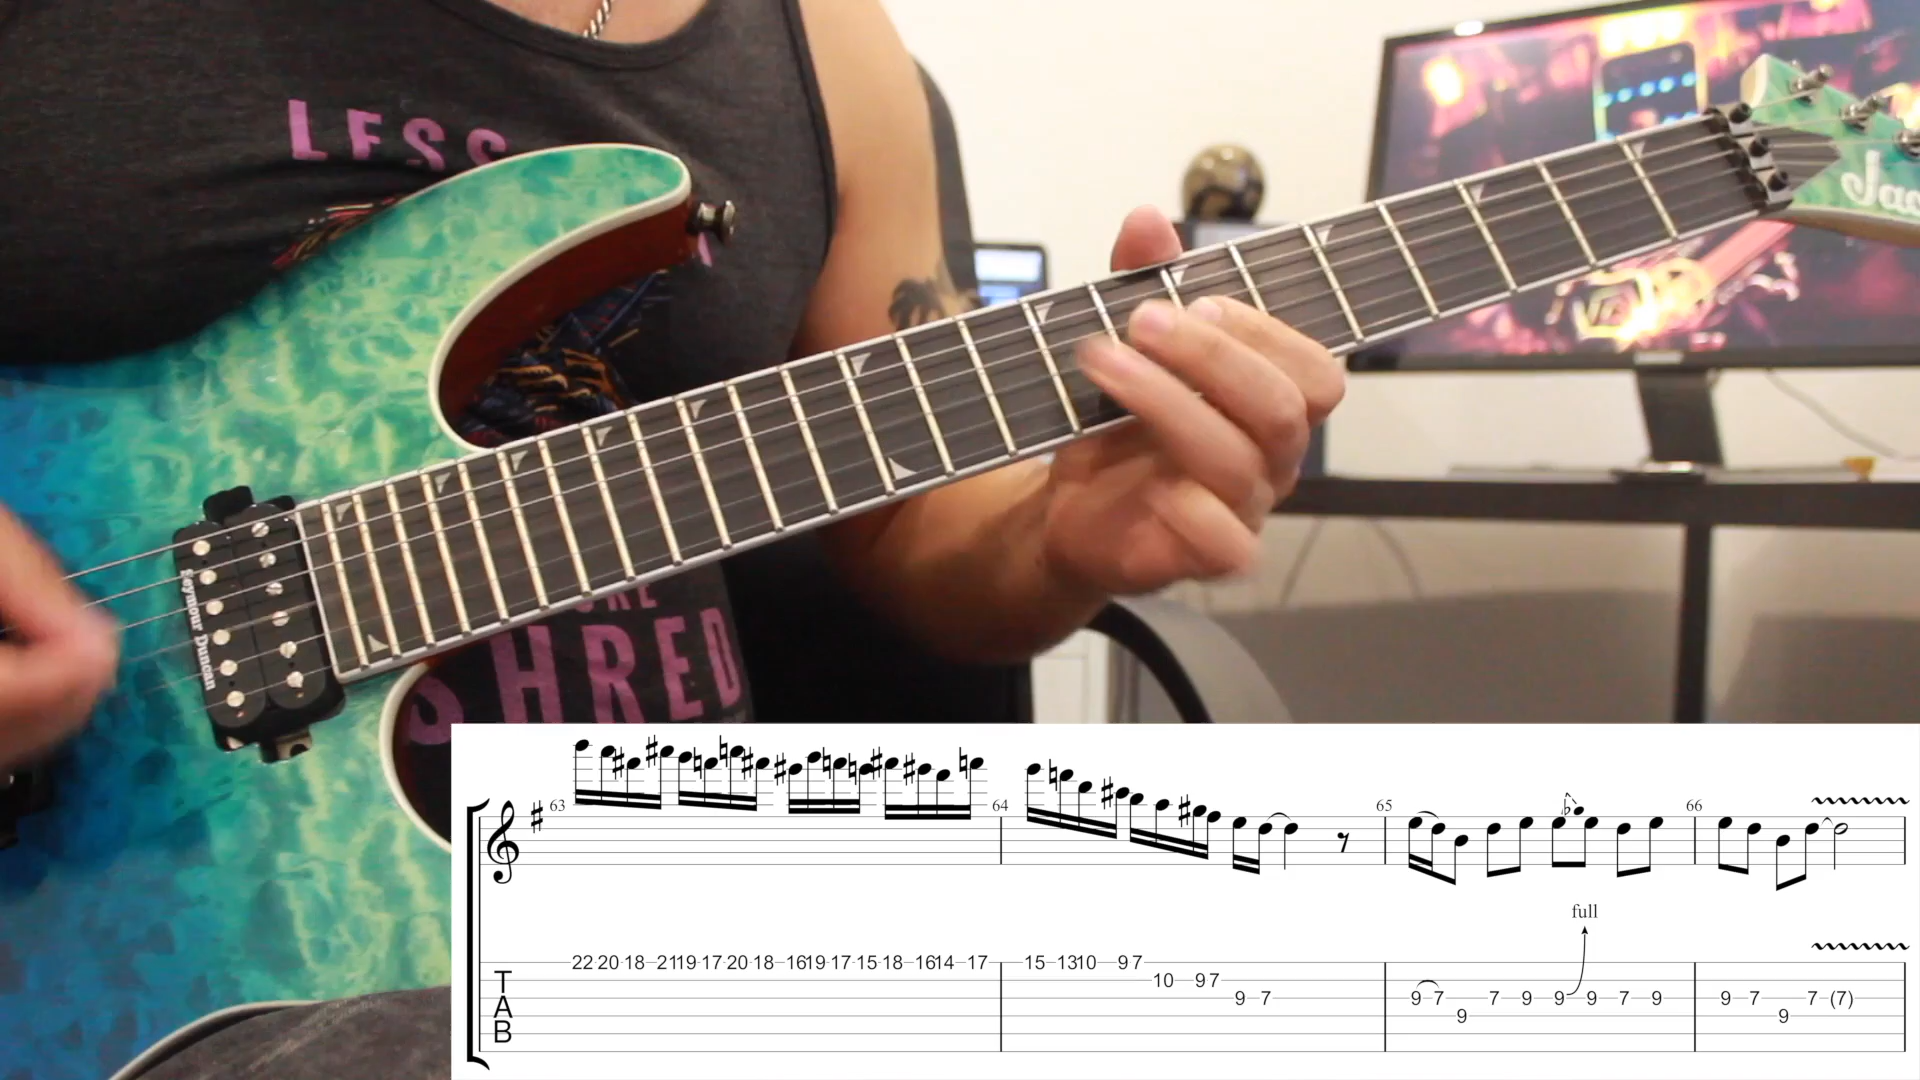 LESS
Jac
Seymour Duncan
SHRED
63 64 65 66
full
22 20 18 21 19 17 20 18 16 19 17 15 18 16 14 17 15 13 10 9 7
T 10 9 7
A 9 7 9 7 7 9 9 9 7 9 9 7 7 (7)
9 9
B